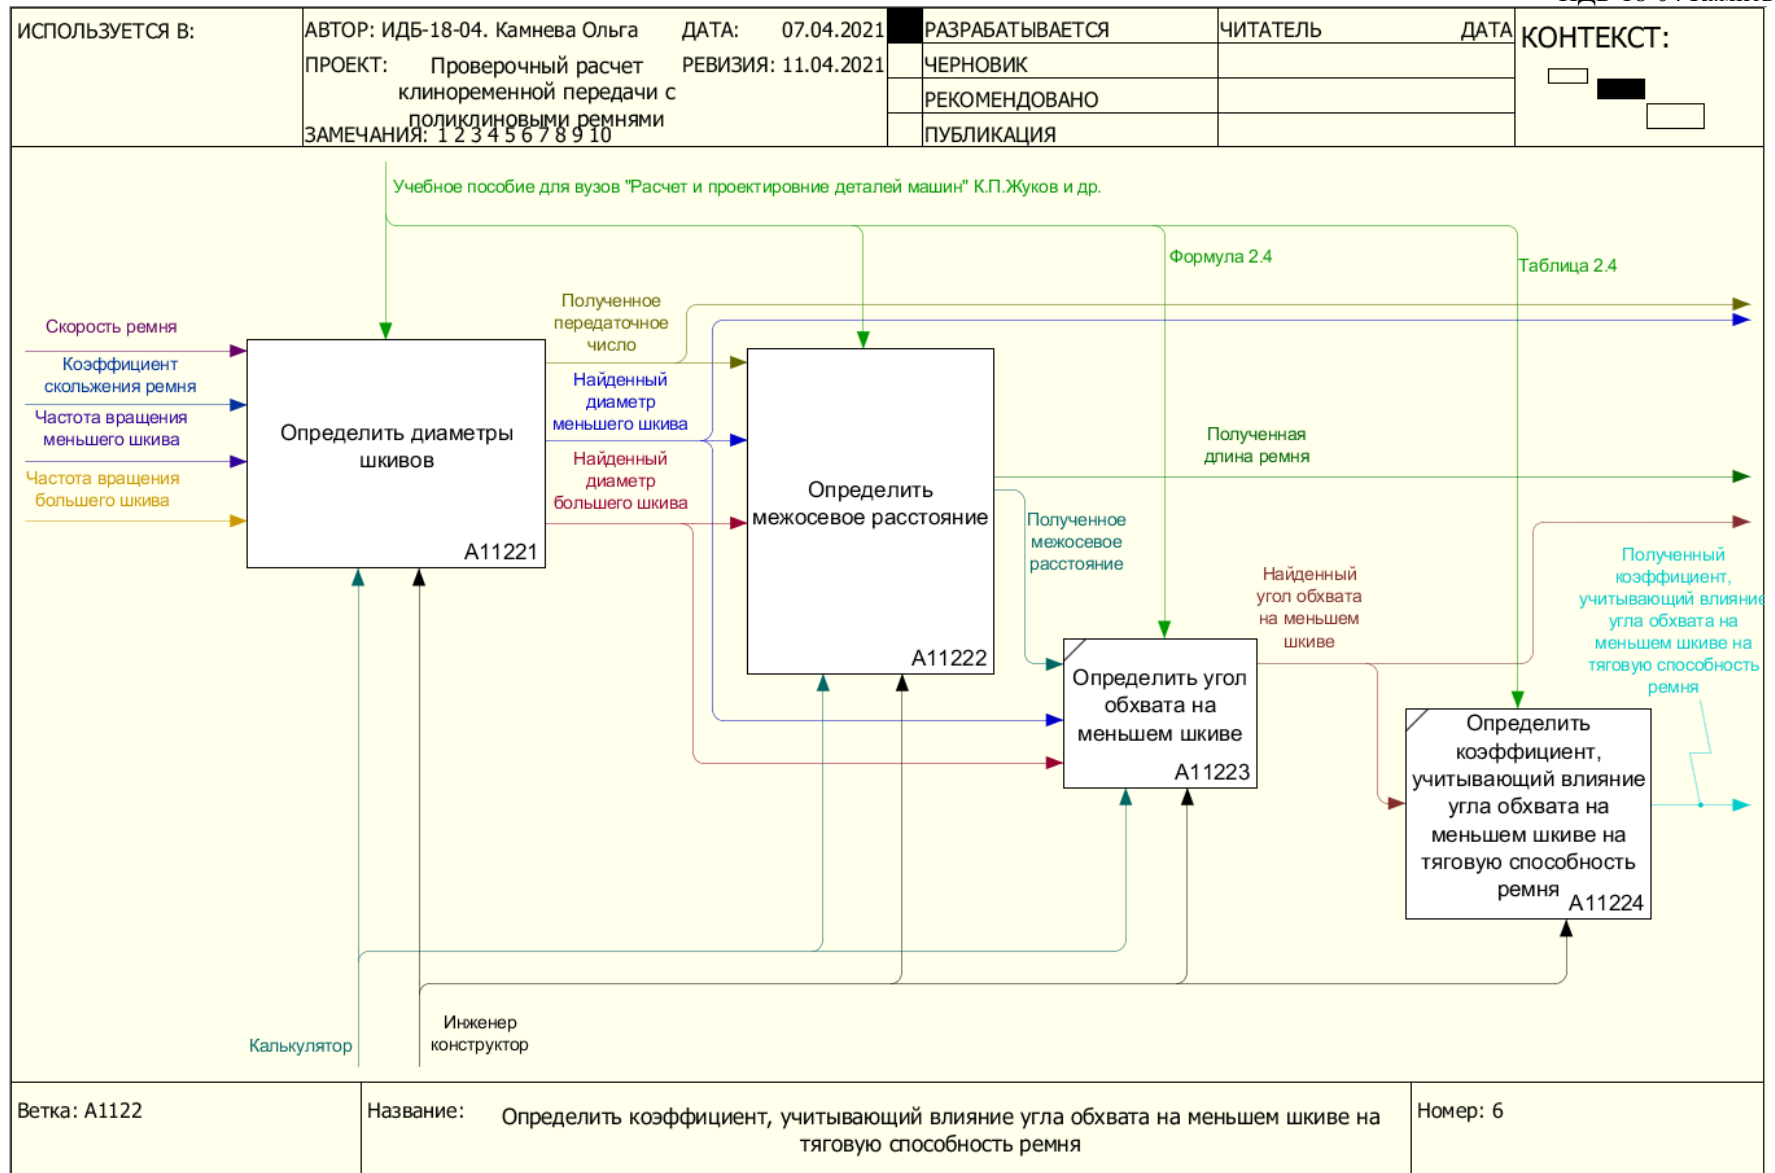 ИСПОЛЬЗУЕТСЯ В:
АВТОР: ИДБ-18-04. Камнева Ольга
ДАТА: 07.04.2021
ПРОЕКТ: Проверочный расчет
клиноременной передачи с
поликлиновыми ремнями
РЕВИЗИЯ: 11.04.2021
ЗАМЕЧАНИЯ: 1 2 3 4 5 6 7 8 9 10
РАЗРАБАТЫВАЕТСЯ
ЧЕРНОВИК
РЕКОМЕНДОВАНО
ПУБЛИКАЦИЯ
ЧИТАТЕЛЬ
ДАТА
КОНТЕКСТ:
Учебное пособие для вузов "Расчет и проектировние деталей машин" К.П.Жуков и др.
Формула 2.4
Таблица 2.4
Скорость ремня
Коэффициент
скольжения ремня
Частота вращения
меньшего шкива
Частота вращения
большего шкива
Определить диаметры
шкивов
A11221
Полученное
передаточное
число
Найденный
диаметр
меньшего шкива
Найденный
диаметр
большего шкива
Определить
межосевое расстояние
A11222
Полученная
длина ремня
Полученное
межосевое
расстояние
Определить угол
обхвата на
меньшем шкиве
A11223
Найденный
угол обхвата
на меньшем
шкиве
Полученный
коэффициент,
учитывающий влияние
угла обхвата на
меньшем шкиве на
тяговую способность
ремня
Определить
коэффициент,
учитывающий влияние
угла обхвата на
меньшем шкиве на
тяговую способность
ремня
A11224
Калькулятор
Инженер
конструктор
Ветка: A1122
Название: Определить коэффициент, учитывающий влияние угла обхвата на меньшем шкиве на
тяговую способность ремня
Номер: 6